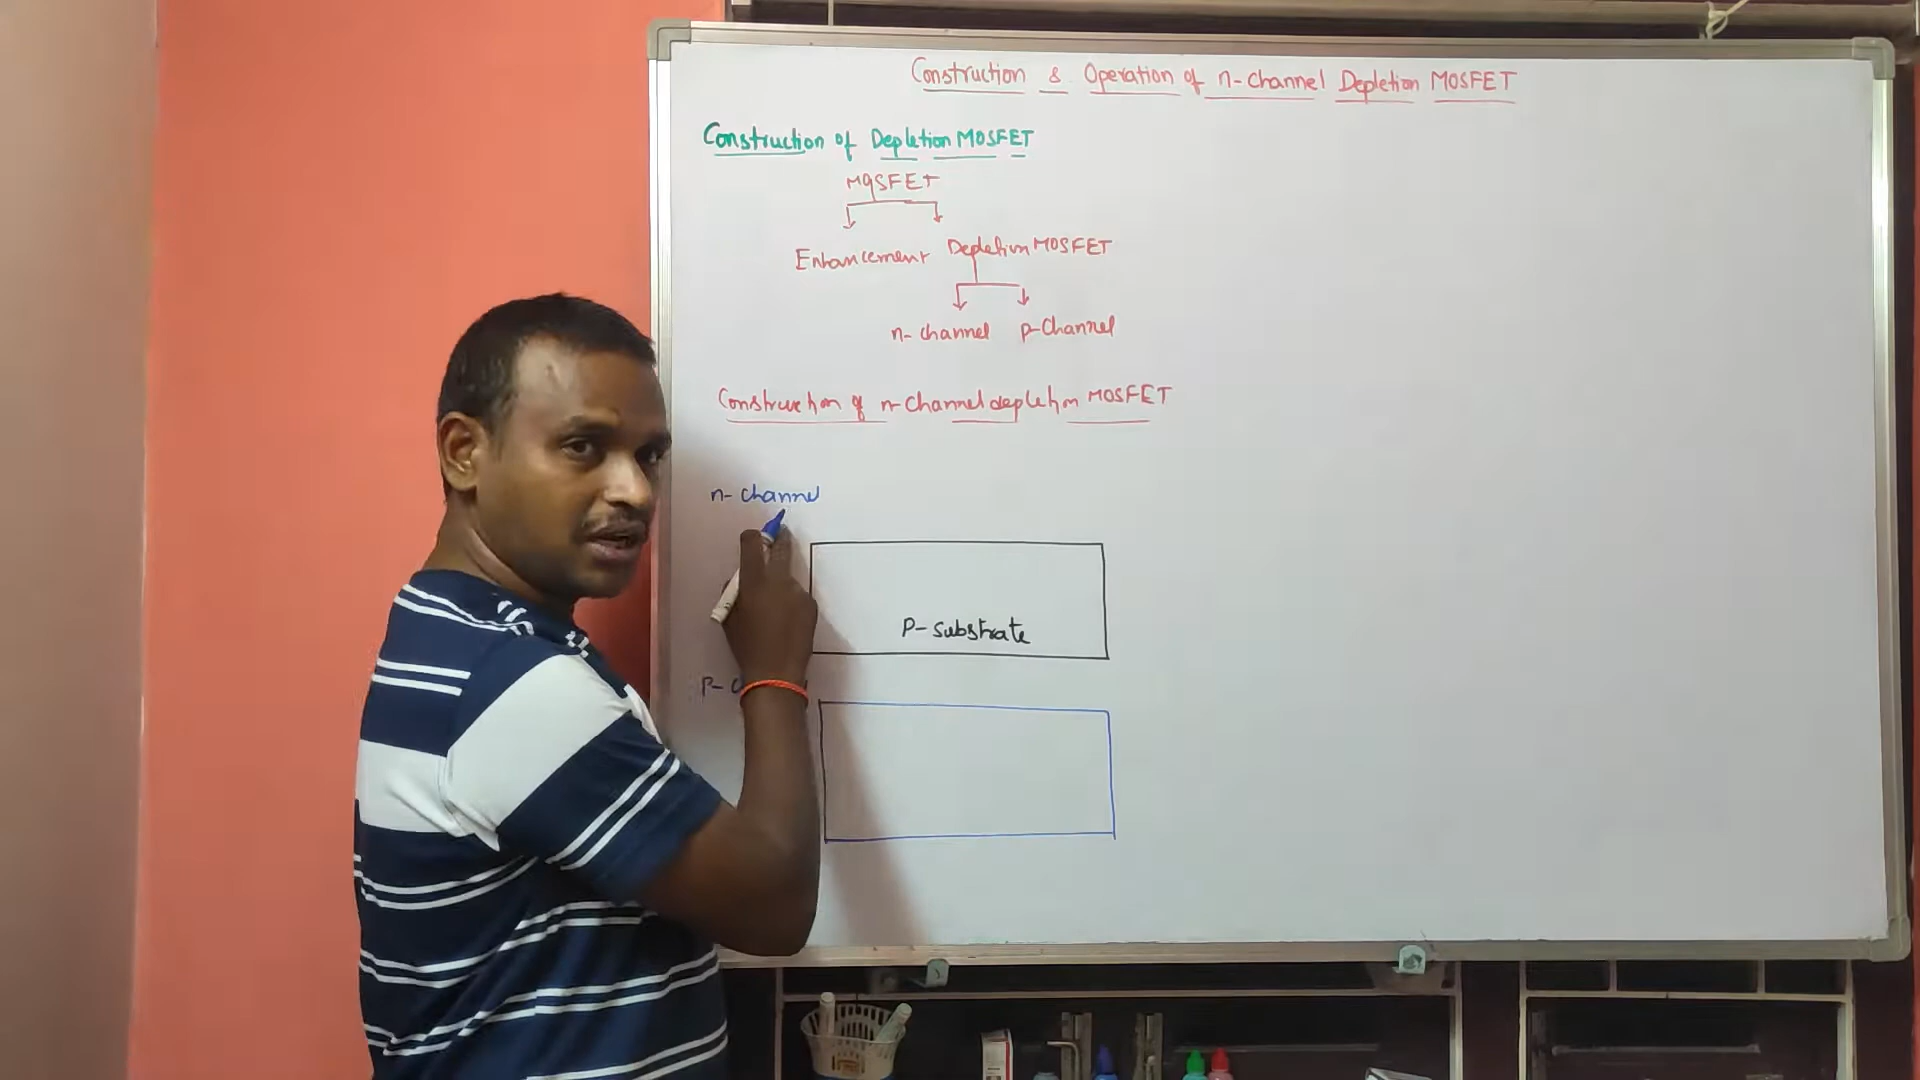 Construction & Operation of n-channel Depletion MOSFET
Construction of Depletion MOSFET
MOSFET
Enhancement Depletion MOSFET
n-channel p-Channel
Construction of n-channel depletion MOSFET
n-channel
P-substrate
P-